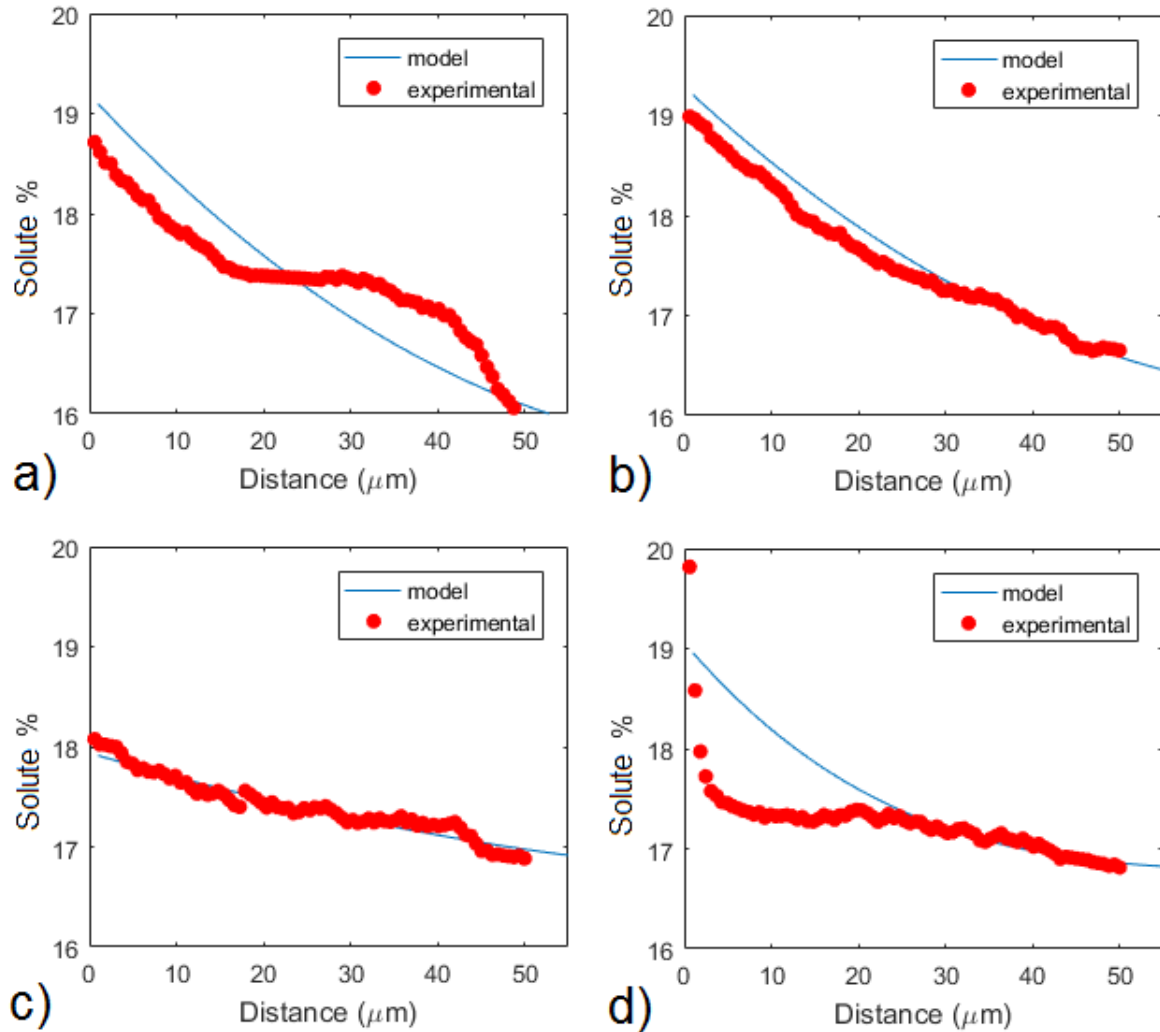 20
19
18
17
16
Solute %
model
experimental
0 10 20 30 40 50
Distance (μm)
a)
20
19
18
17
16
Solute %
model
experimental
0 10 20 30 40 50
Distance (μm)
b)
20
19
18
17
16
Solute %
model
experimental
0 10 20 30 40 50
Distance (μm)
c)
20
19
18
17
16
Solute %
model
experimental
0 10 20 30 40 50
Distance (μm)
d)